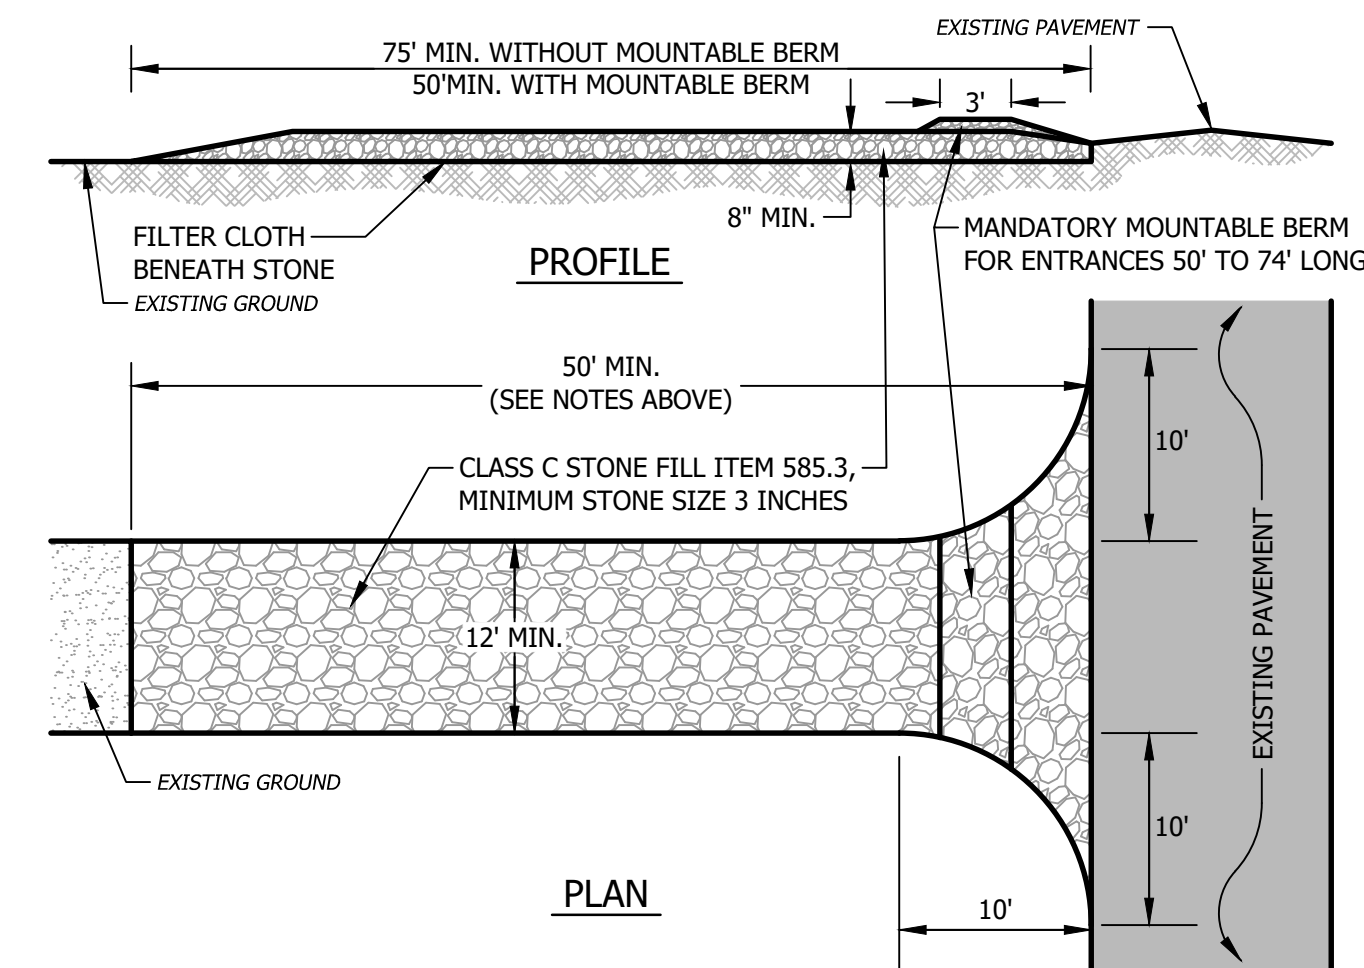 EXISTING PAVEMENT
75' MIN. WITHOUT MOUNTABLE BERM
50'MIN. WITH MOUNTABLE BERM
3'
8" MIN.
FILTER CLOTH
BENEATH STONE
EXISTING GROUND
PROFILE
MANDATORY MOUNTABLE BERM
FOR ENTRANCES 50' TO 74' LONG
50' MIN.
(SEE NOTES ABOVE)
10'
CLASS C STONE FILL ITEM 585.3,
MINIMUM STONE SIZE 3 INCHES
12' MIN.
EXISTING PAVEMENT
EXISTING GROUND
10'
PLAN
10'